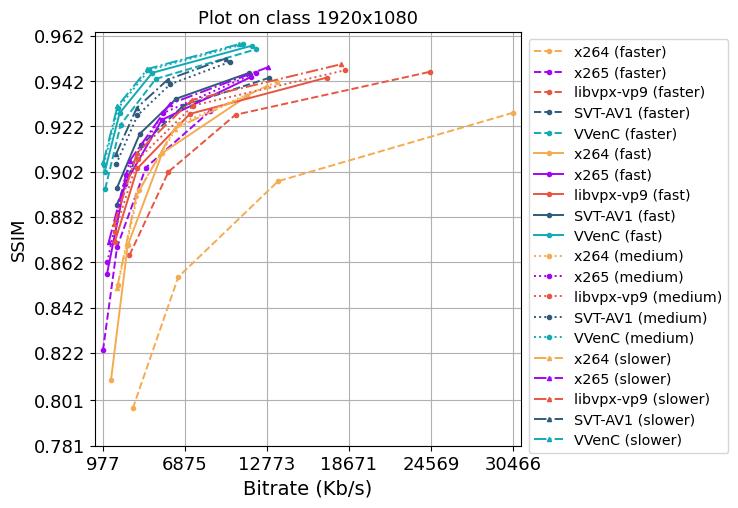 Plot on class 1920x1080
SSIM
0.962
0.942
0.922
0.902
0.882
0.862
0.842
0.822
0.801
0.781
977 6875 12773 18671 24569 30466
Bitrate (Kb/s)
x264 (faster)
x265 (faster)
libvpx-vp9 (faster)
SVT-AV1 (faster)
VVenC (faster)
x264 (fast)
x265 (fast)
libvpx-vp9 (fast)
SVT-AV1 (fast)
VVenC (fast)
x264 (medium)
x265 (medium)
libvpx-vp9 (medium)
SVT-AV1 (medium)
VVenC (medium)
x264 (slower)
x265 (slower)
libvpx-vp9 (slower)
SVT-AV1 (slower)
VVenC (slower)